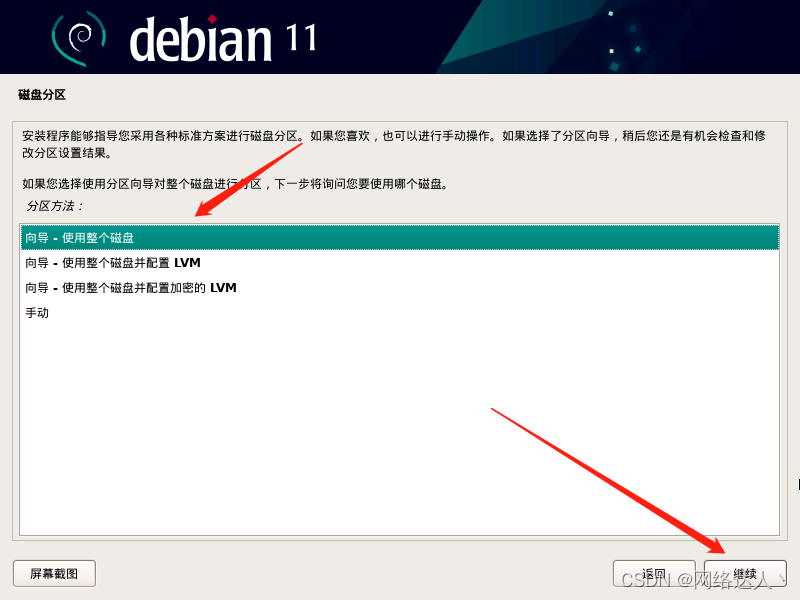 debian 11
磁盘分区
安装程序能够指导您采用各种标准方案进行磁盘分区。如果您喜欢，也可以进行手动操作。如果选择了分区向导，稍后您还是有机会检查和修
改分区设置结果。
如果您选择使用分区向导对整个磁盘进行分区，下一步将询问您要使用哪个磁盘。
分区方法：
向导 - 使用整个磁盘
向导 - 使用整个磁盘并配置 LVM
向导 - 使用整个磁盘并配置加密的 LVM
手动
屏幕截图
返回
继续
CSDN @网络达人丶